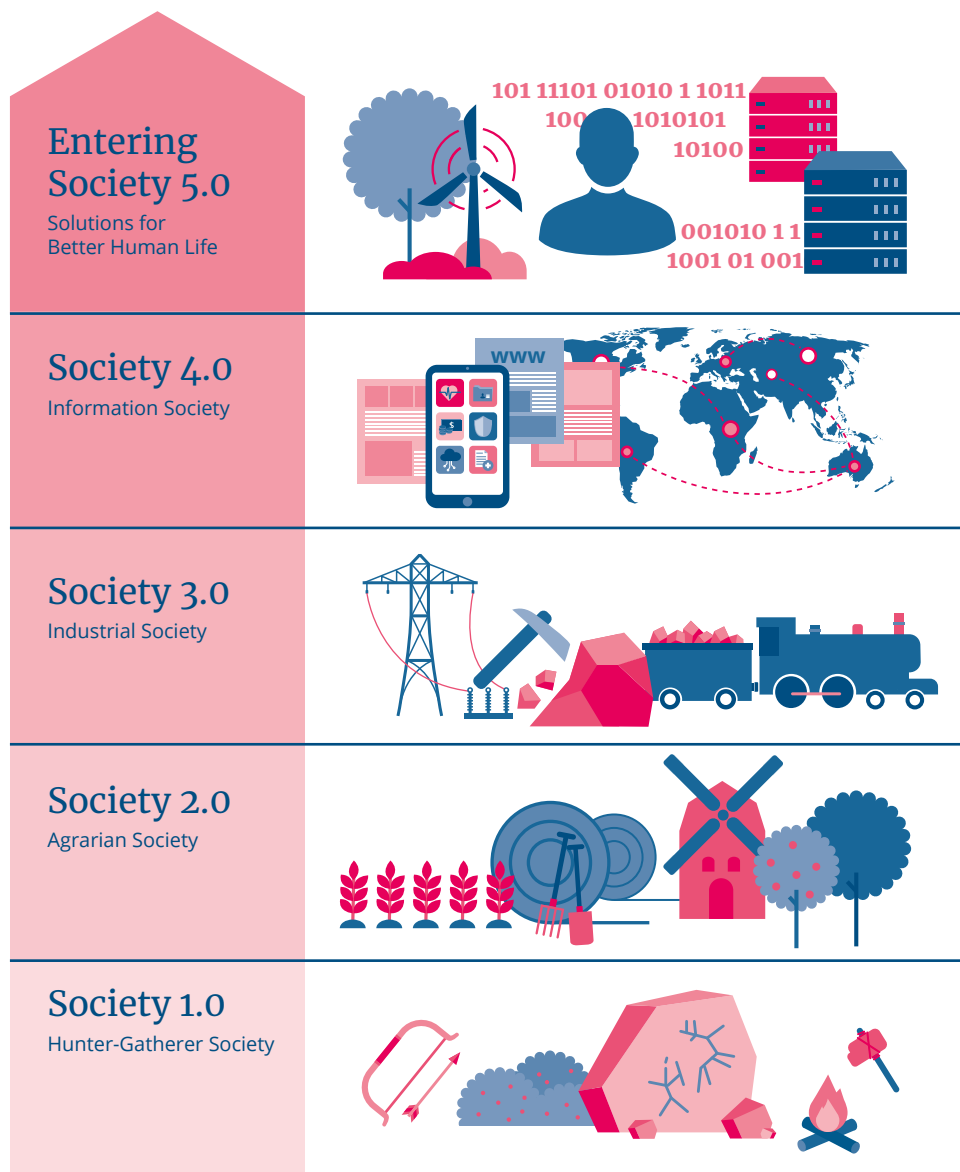 Entering
Society 5.0
Solutions for
Better Human Life
101 11101 01010 1 1011
100 1010101
10100
001010 1 1
1001 01 001
Society 4.0
Information Society
www
$
Society 3.0
Industrial Society
Society 2.0
Agrarian Society
Society 1.0
Hunter-Gatherer Society